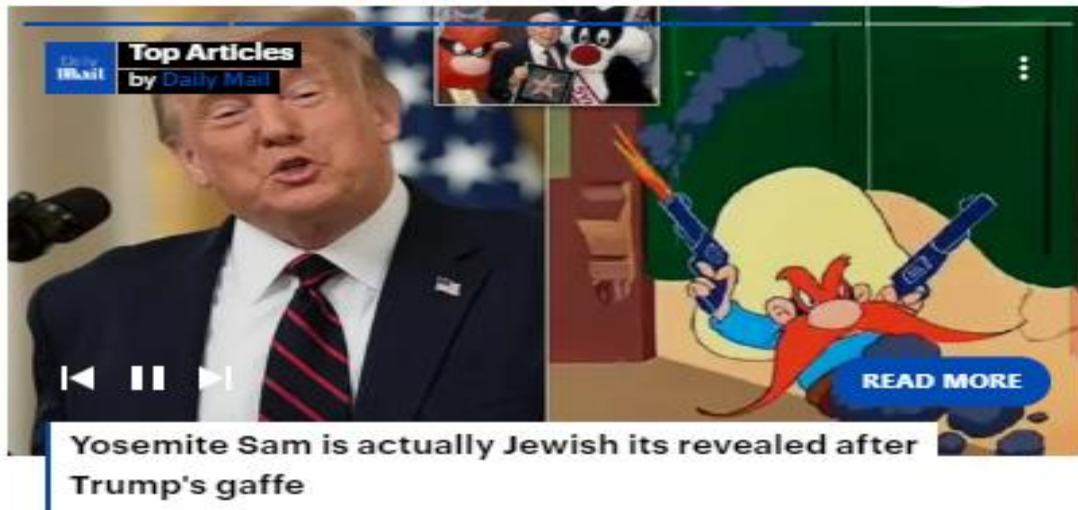 Daily
Mail
Top Articles
by Daily Mail
READ MORE
Yosemite Sam is actually Jewish its revealed after
Trump's gaffe